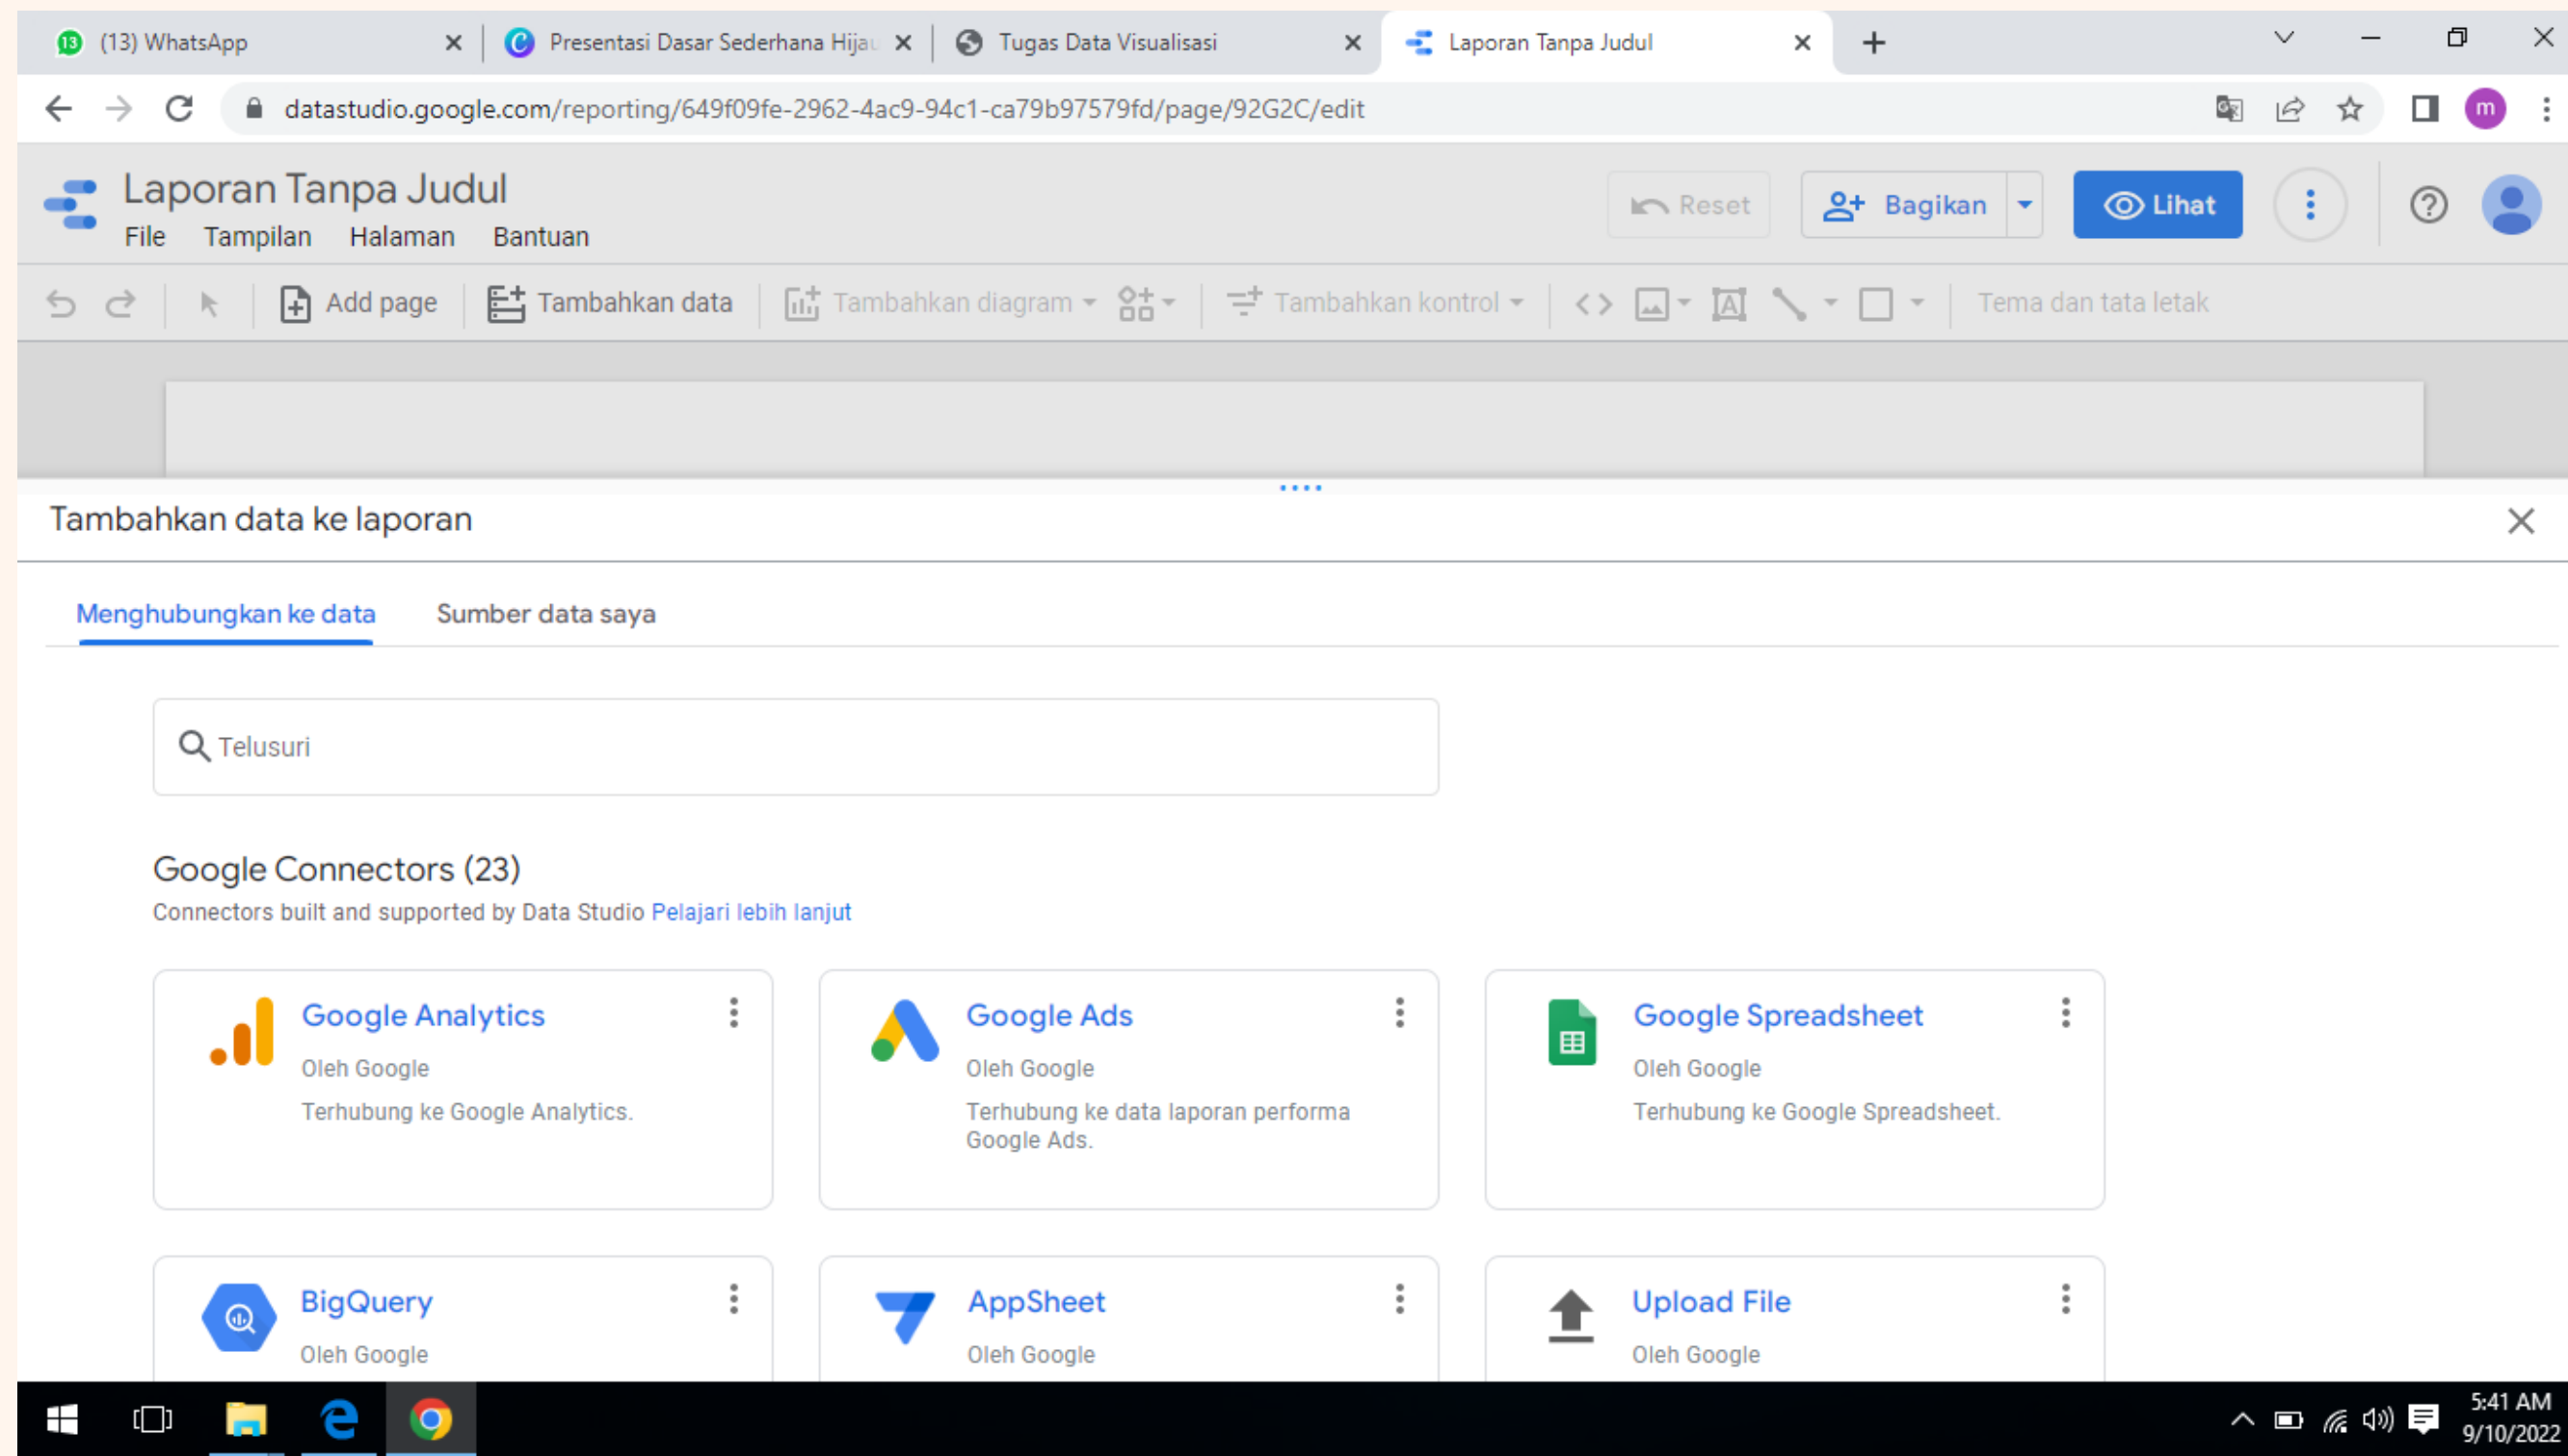 13 (13) WhatsApp Presentasi Dasar Sederhana Hijau Tugas Data Visualisasi Laporan Tanpa Judul
datastudio.google.com/reporting/649f09fe-2962-4ac9-94c1-ca79b97579fd/page/92G2C/edit m
Laporan Tanpa Judul
Reset Bagikan Lihat
File Tampilan Halaman Bantuan
Add page Tambahkan data Tambahkan diagram Tambahkan kontrol Tema dan tata letak
Tambahkan data ke laporan
Menghubungkan ke data Sumber data saya
Telusuri
Google Connectors (23)
Connectors built and supported by Data Studio Pelajari lebih lanjut
Google Analytics
Oleh Google
Terhubung ke Google Analytics.
Google Ads
Oleh Google
Terhubung ke data laporan performa
Google Ads.
Google Spreadsheet
Oleh Google
Terhubung ke Google Spreadsheet.
BigQuery
Oleh Google
AppSheet
Oleh Google
Upload File
Oleh Google
5:41 AM
9/10/2022